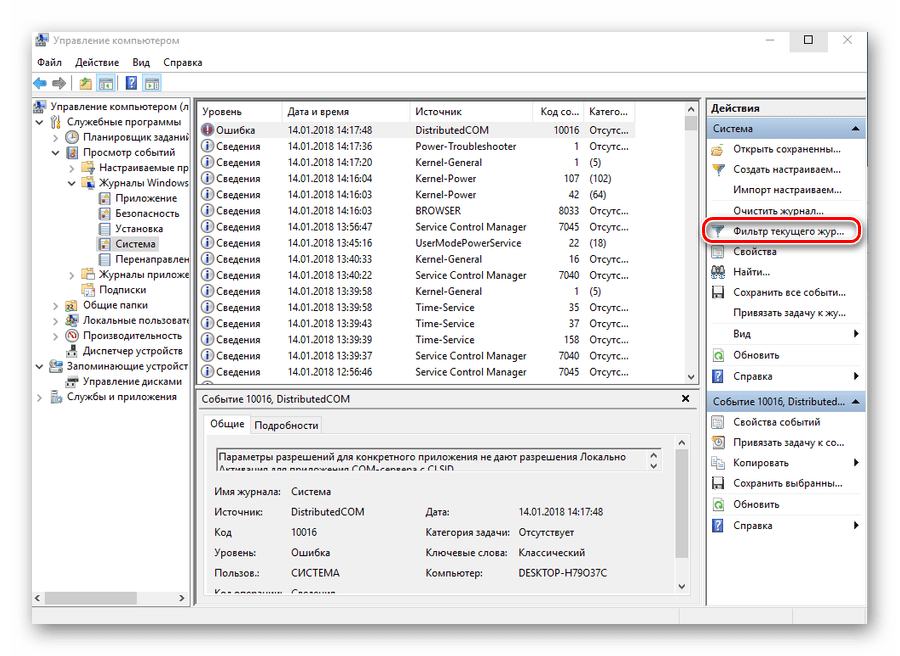 Управление компьютером
Файл Действие Вид Справка
Управление компьютером (л
Служебные программы
Планировщик заданий
Просмотр событий
Настраиваемые пр
Журналы Windows
Приложение
Безопасность
Установка
Система
Перенаправлен
Журналы приложе
Подписки
Общие папки
Локальные пользовате
Производительность
Диспетчер устройств
Запоминающие устройст
Управление дисками
Службы и приложения
Уровень Дата и время Источник Код со... Катего...
Ошибка 14.01.2018 14:17:48 DistributedCOM 10016 Отсутс...
Сведения 14.01.2018 14:17:36 Power-Troubleshooter 1 Отсутс...
Сведения 14.01.2018 14:17:20 Kernel-General 1 (5)
Сведения 14.01.2018 14:16:04 Kernel-Power 107 (102)
Сведения 14.01.2018 14:16:03 Kernel-Power 42 (64)
Сведения 14.01.2018 14:16:03 BROWSER 8033 Отсутс...
Сведения 14.01.2018 13:56:47 Service Control Manager 7045 Отсутс...
Сведения 14.01.2018 13:45:16 UserModePowerService 22 (18)
Сведения 14.01.2018 13:40:33 Kernel-General 16 Отсутс...
Сведения 14.01.2018 13:40:22 Service Control Manager 7040 Отсутс...
Сведения 14.01.2018 13:39:58 Kernel-General 1 (5)
Сведения 14.01.2018 13:39:58 Time-Service 35 Отсутс...
Сведения 14.01.2018 13:39:43 Time-Service 37 Отсутс...
Сведения 14.01.2018 13:39:39 Time-Service 158 Отсутс...
Сведения 14.01.2018 13:39:37 Service Control Manager 7040 Отсутс...
Сведения 14.01.2018 12:56:46 Service Control Manager 7045 Отсутс...
Событие 10016, DistributedCOM
Общие Подробности
Параметры разрешений для конкретного приложения не дают разрешения Локально
Активация для приложения COM-сервера с CLSID
Имя журнала: Система
Источник: DistributedCOM Дата: 14.01.2018 14:17:48
Код 10016 Категория задачи: Отсутствует
Уровень: Ошибка Ключевые слова: Классический
Пользов.: СИСТЕМА Компьютер: DESKTOP-H79O37C
Код операции: Сведения
Действия
Система
Открыть сохраненны...
Создать настраиваем...
Импорт настраиваем...
Очистить журнал...
Фильтр текущего жур...
Свойства
Найти...
Сохранить все событи...
Привязать задачу к жу...
Вид
Обновить
Справка
Событие 10016, Distributed...
Свойства событий
Привязать задачу к со...
Копировать
Сохранить выбранны...
Обновить
Справка